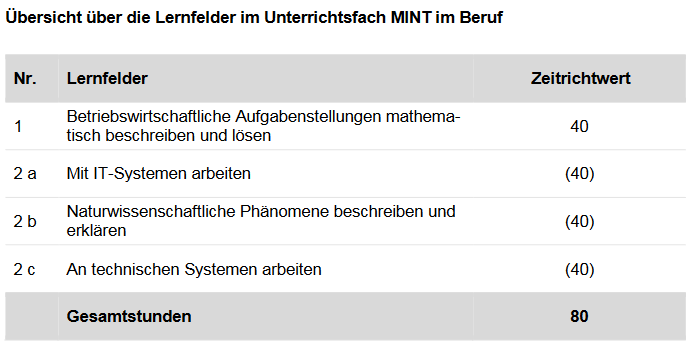 Übersicht über die Lernfelder im Unterrichtsfach MINT im Beruf
Nr. Lernfelder Zeitrichtwert
1 Betriebswirtschaftliche Aufgabenstellungen mathema-
tisch beschreiben und lösen 40
2 a Mit IT-Systemen arbeiten (40)
2 b Naturwissenschaftliche Phänomene beschreiben und
erklären (40)
2 c An technischen Systemen arbeiten (40)
Gesamtstunden 80